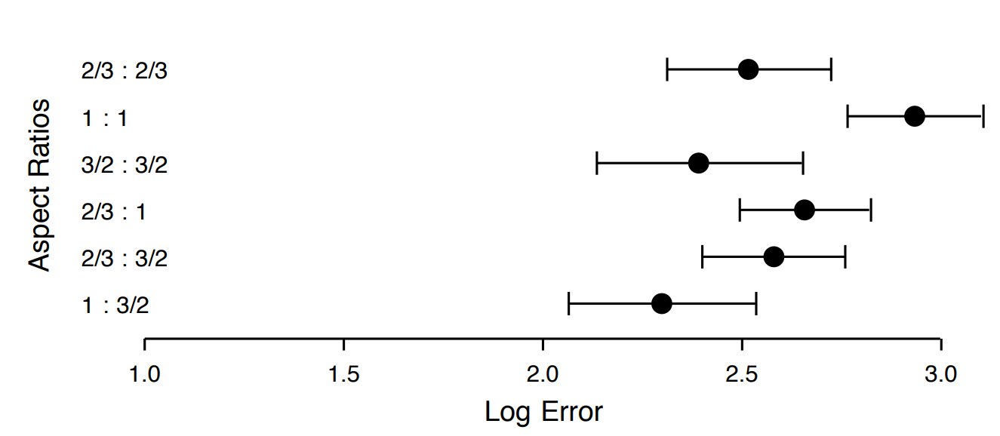 2/3 : 2/3
1 : 1
3/2 : 3/2
2/3 : 1
2/3 : 3/2
1 : 3/2
Aspect Ratios
1.0 1.5 2.0 2.5 3.0
Log Error